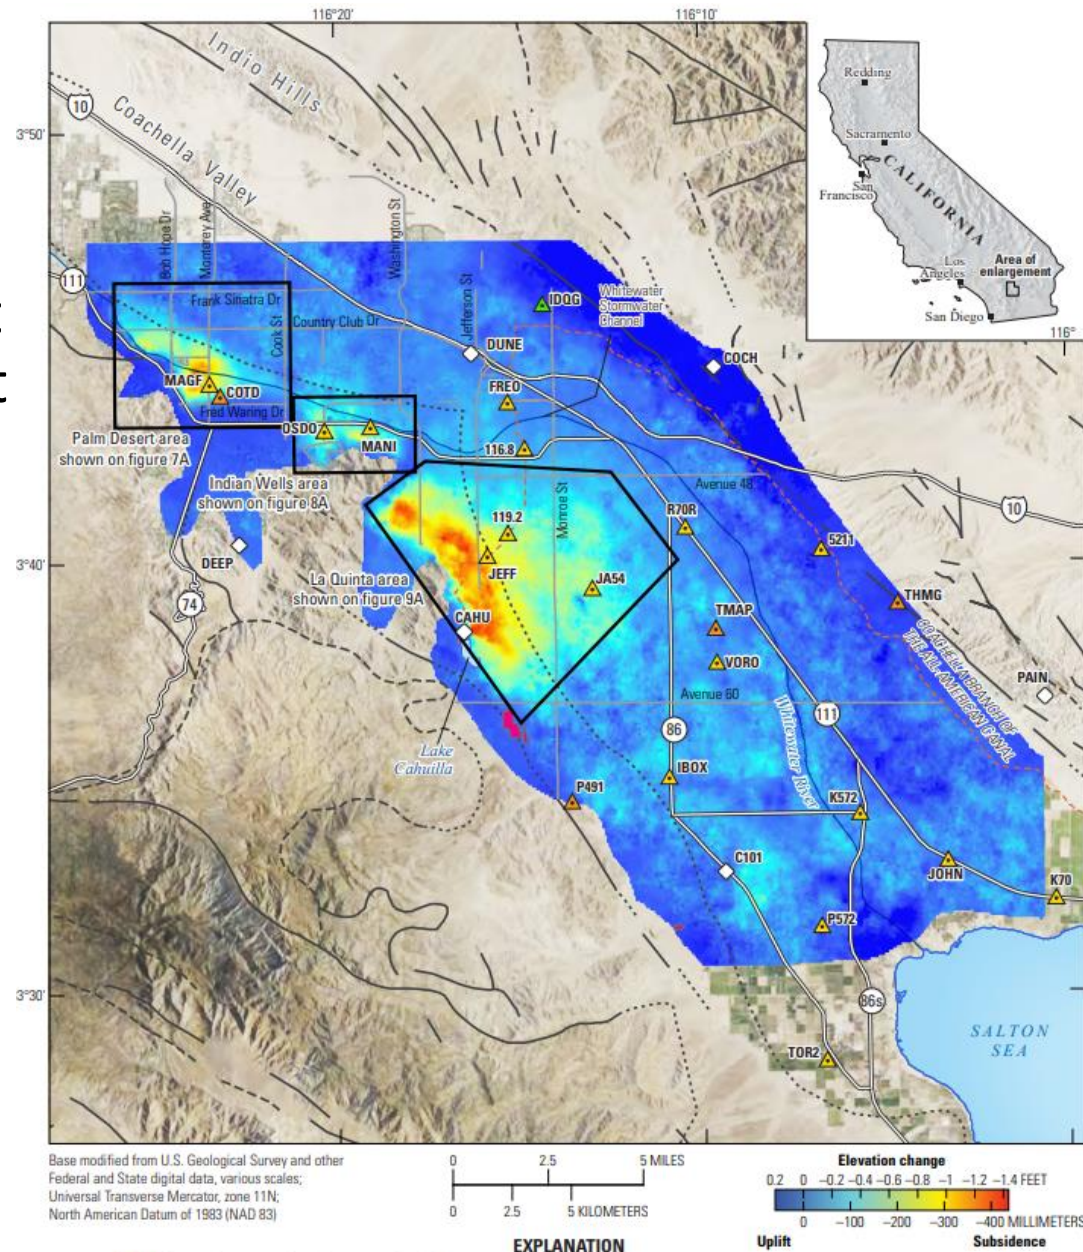 116°20'
116°10'
Indio Hills
10
Coachella Valley
3°50'
Redding
Sacramento
San
Francisco
CALIFORNIA
Los
Angeles
Area of
enlargement
San Diego
116°
Bob Hope Dr
Monterey Ave
Washington St
111
Frank Sinatra Dr
Cook St
Country Club Dr
Jefferson St
IDQG
Whitewater
Stormwater
Channel
DUNE
COCH
MAGF
COTD
FREO
Fred Waring Dr
OSDO
MANI
116.8
Palm Desert area
shown on figure 7A
Indian Wells area
shown on figure 8A
Avenue 48
119.2
Monroe St
R70R
10
5211
3°40'
DEEP
JEFF
La Quinta area
shown on figure 9A
JA54
74
CAHU
TMAP
THMG
VORO
COACHELLA BRANCH OF
THE ALL-AMERICAN CANAL
PAIN
Avenue 60
111
86
Lake
Cahuilla
Whitewater River
IBOX
P491
K572
C101
JOHN
K70
P572
3°30'
86s
SALTON
SEA
TOR2
Base modified from U.S. Geological Survey and other
Federal and State digital data, various scales;
Universal Transverse Mercator, zone 11N;
North American Datum of 1983 (NAD 83)
0 2.5 5 MILES
0 2.5 5 KILOMETERS
Elevation change
0.2 0 -0.2 -0.4 -0.6 -0.8 -1 -1.2 -1.4 FEET
0 -100 -200 -300 -400 MILLIMETERS
Uplift Subsidence
EXPLANATION